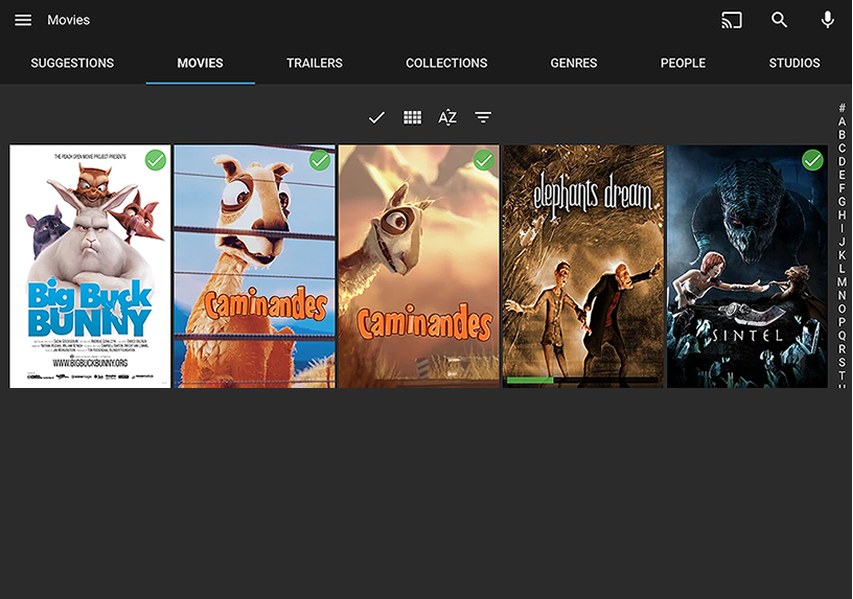 Movies
SUGGESTIONS
MOVIES
TRAILERS
COLLECTIONS
GENRES
PEOPLE
STUDIOS
AZ
#
A
B
C
D
E
F
G
H
I
J
K
L
M
N
O
P
Q
R
S
T
THE PEACH OPEN MOVIE PROJECT PRESENTS
Big Buck
BUNNY
WWW.BIGBUCKBUNNY.ORG
caminandes
caminandes
elephants dream
SINTEL